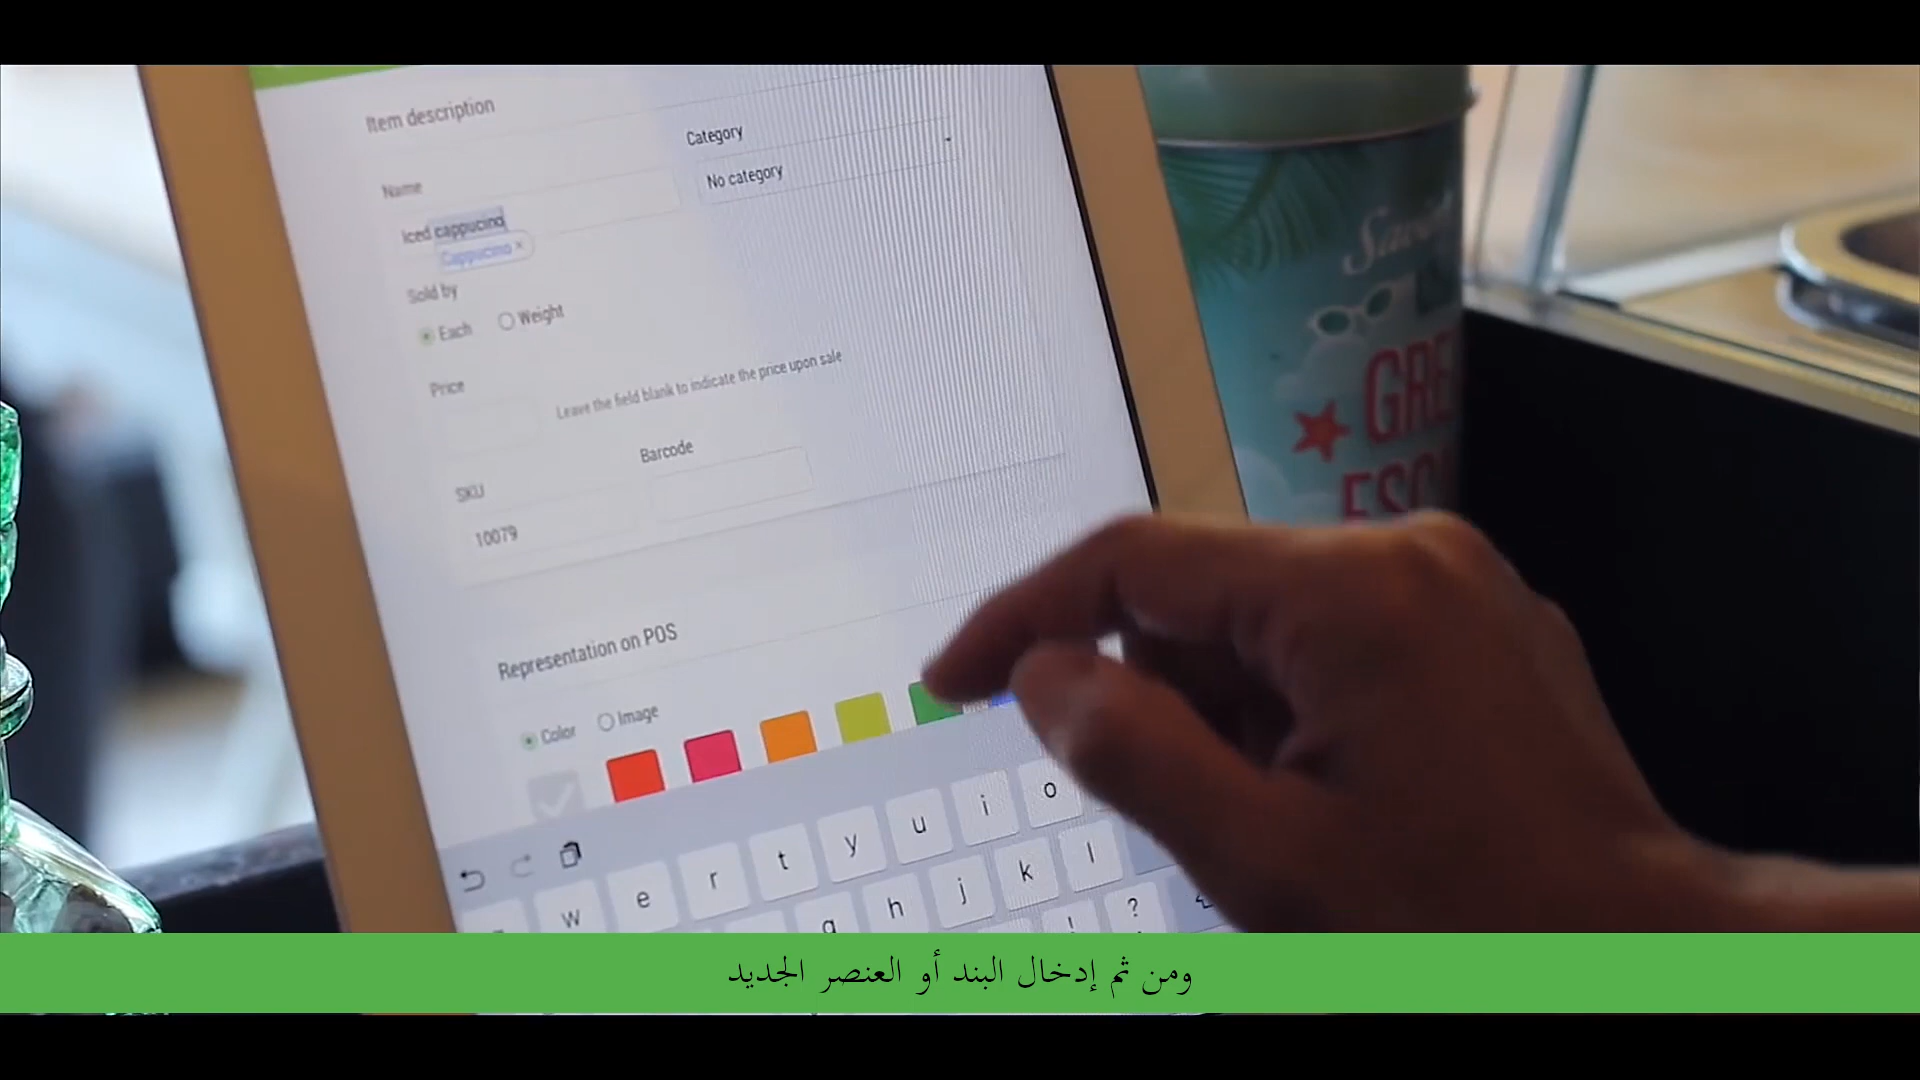 Item description
Category
Name
No category
Iced cappucino
Cappucino ×
Sold by
Each
Weight
Price
Leave the field blank to indicate the price upon sale
Barcode
SKU
10079
Representation on POS
Color
Image
w e r t y u i o
g h j k l
! ?
GRE
ESC
ومن ثم إدخال البند أو العنصر الجديد